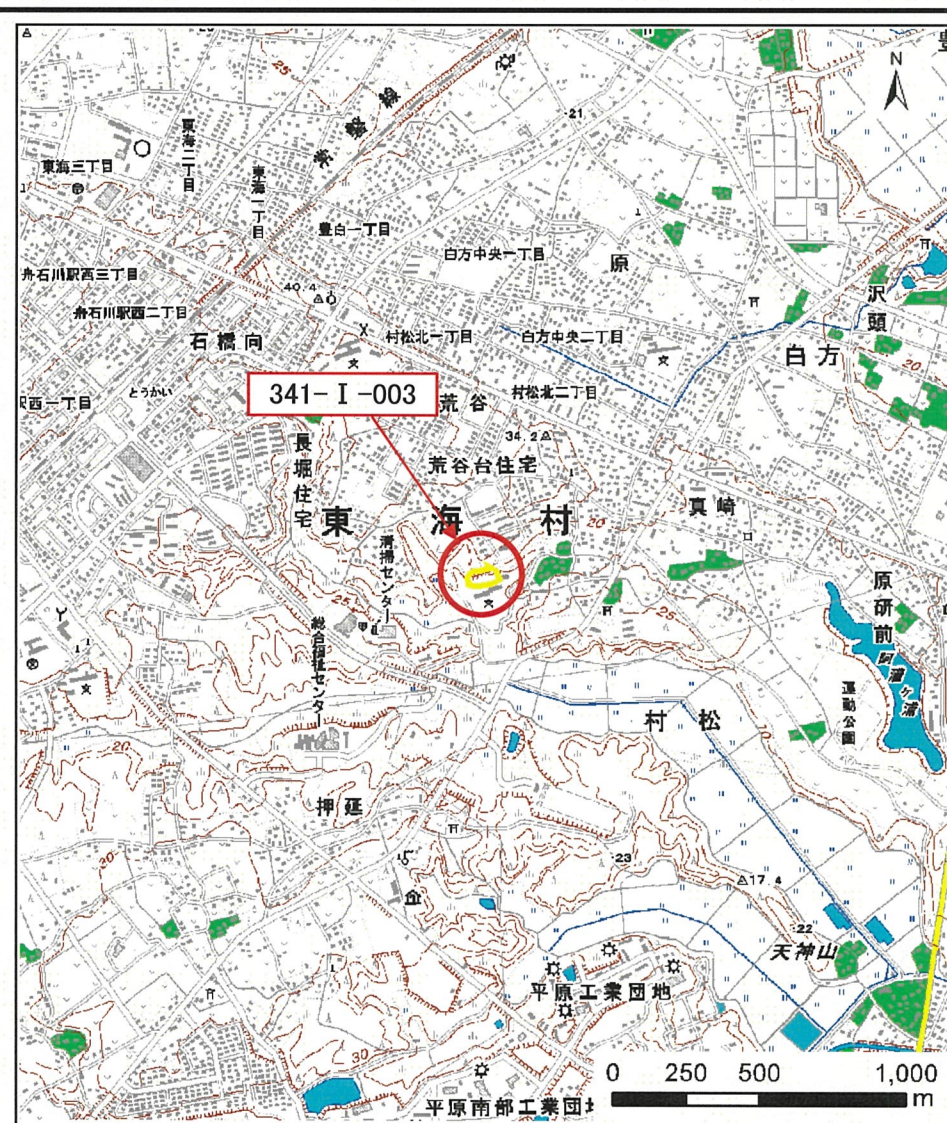 N
25
常磐線
21
東海二丁目
東海三丁目
東海一丁目
豊白一丁目
白方中央一丁目
原
沢頭
舟石川駅西三丁目
40.4
舟石川駅西二丁目
石橋向
村松北一丁目
白方中央二丁目
白方
20
とうかい
341-Ⅰ-003
荒谷
村松北二丁目
34.2
長堀住宅
荒谷台住宅
東海村
20
真崎
清掃センター
原研前
25
25
総合福祉センター
阿漕ヶ浦
運動公園
村松
20
押延
23
17.4
22
天神山
平原工業団地
30
平原南部工業団
0 250 500 1,000
m